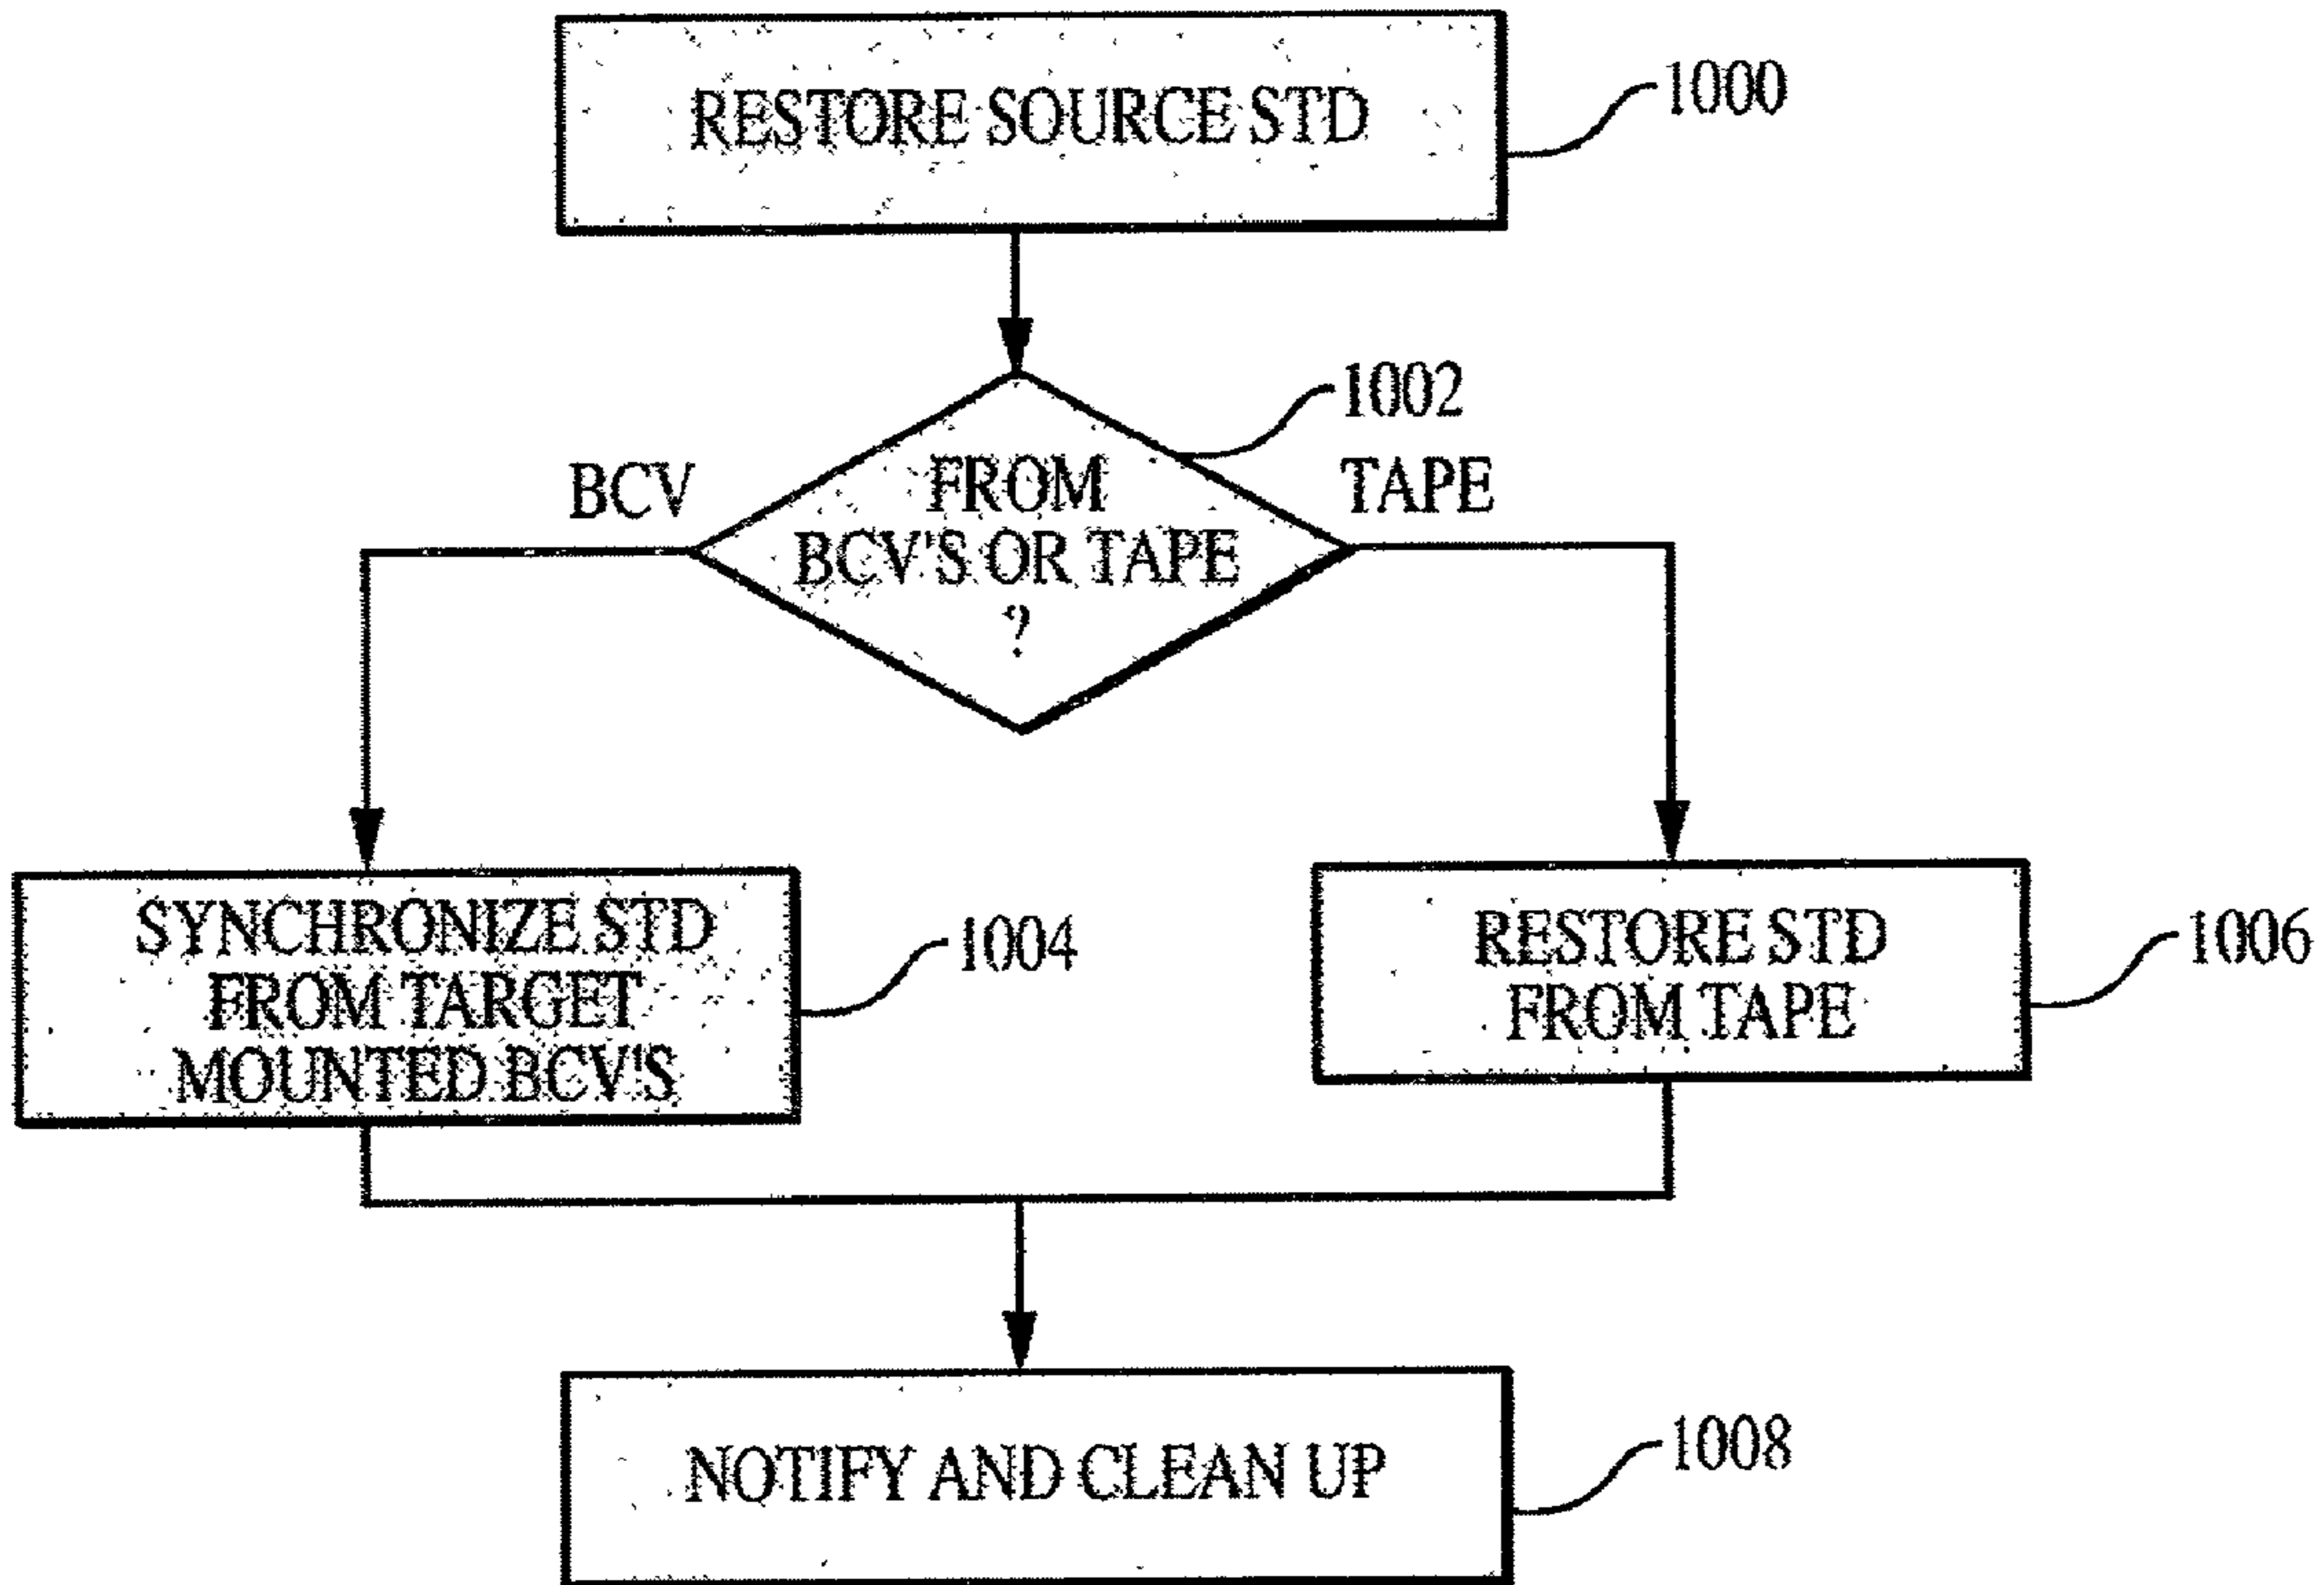 RESTORE SOURCE STD
1000
1002
BCV
TAPE
FROM
BCV'S OR TAPE
?
SYNCHRONIZE STD
FROM TARGET
MOUNTED BCV'S
1004
RESTORE STD
FROM TAPE
1006
NOTIFY AND CLEAN UP
1008